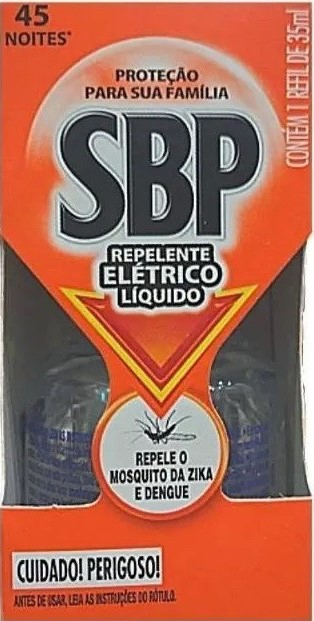 45
NOITES*
CONTÉM 1 REFIL DE 35ml
PROTEÇÃO
PARA SUA FAMÍLIA
SBP
REPELENTE
ELÉTRICO
LÍQUIDO
REPELE O
MOSQUITO DA ZIKA
E DENGUE
CUIDADO! PERIGOSO!
ANTES DE USAR, LEIA AS INSTRUÇÕES DO RÓTULO.